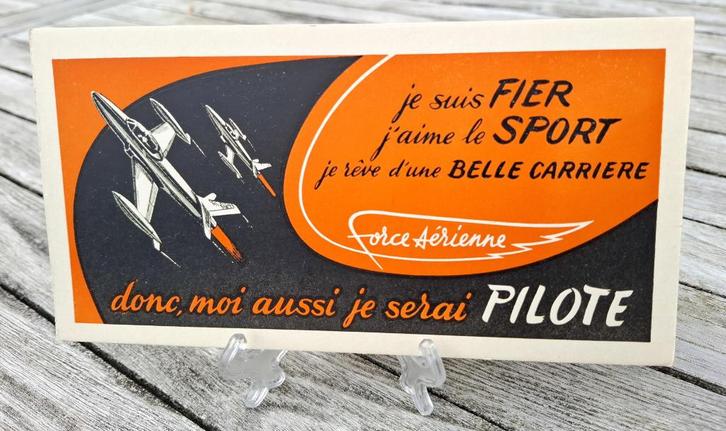 je suis FIER
j'aime le SPORT
je rêve d'une BELLE CARRIERE
Force Aérienne
donc, moi aussi je serai PILOTE